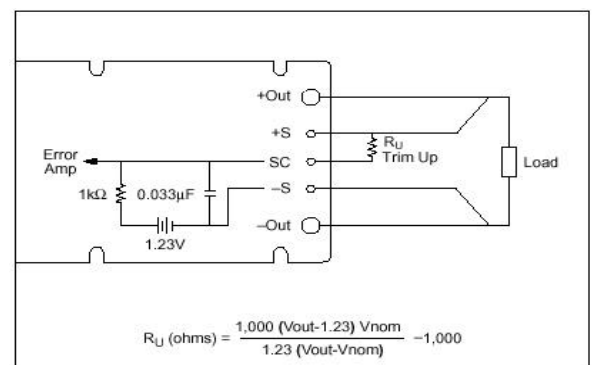 +Out
+S
RU
Trim Up
Error
Amp
SC
Load
1kΩ
0.033µF
–S
1.23V
–Out
RU (ohms) = 1,000 (Vout-1.23) Vnom
1.23 (Vout-Vnom)
–1,000